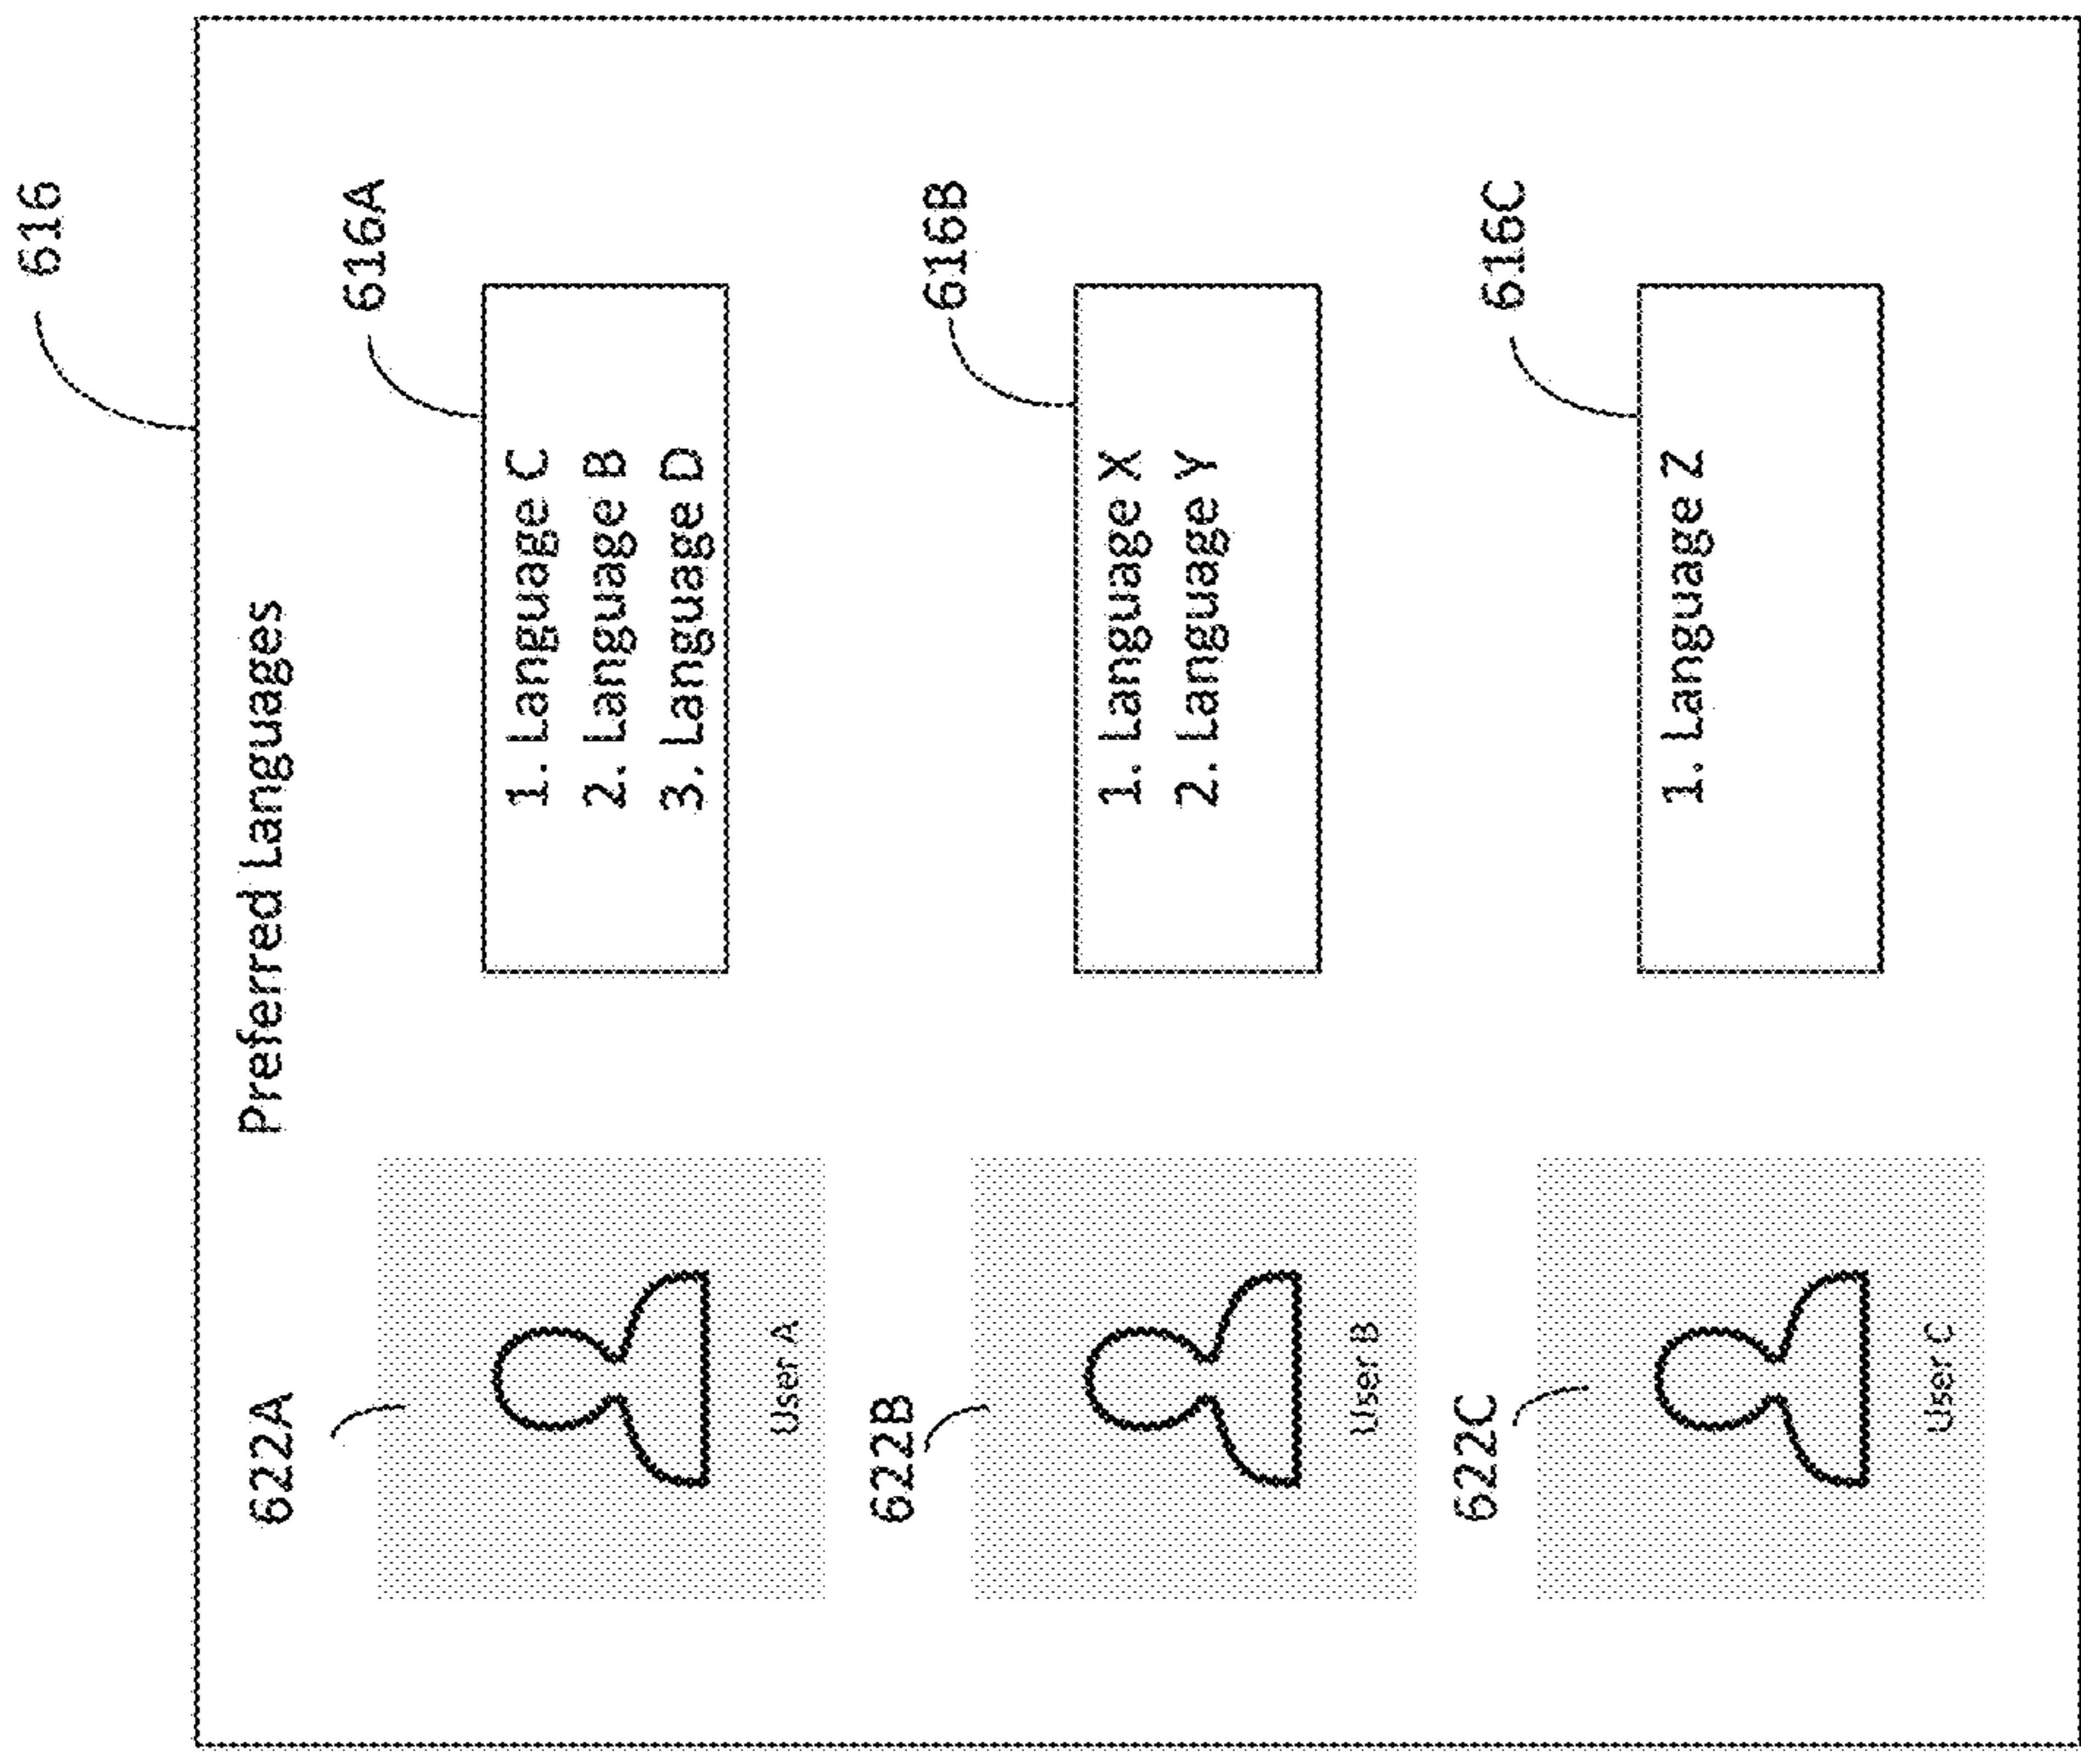 616
Preferred Languages
622A
616A
1. Language C
2. Language B
3. Language D
User A
622B
616B
1. Language X
2. Language Y
User B
622C
616C
1. Language Z
User C